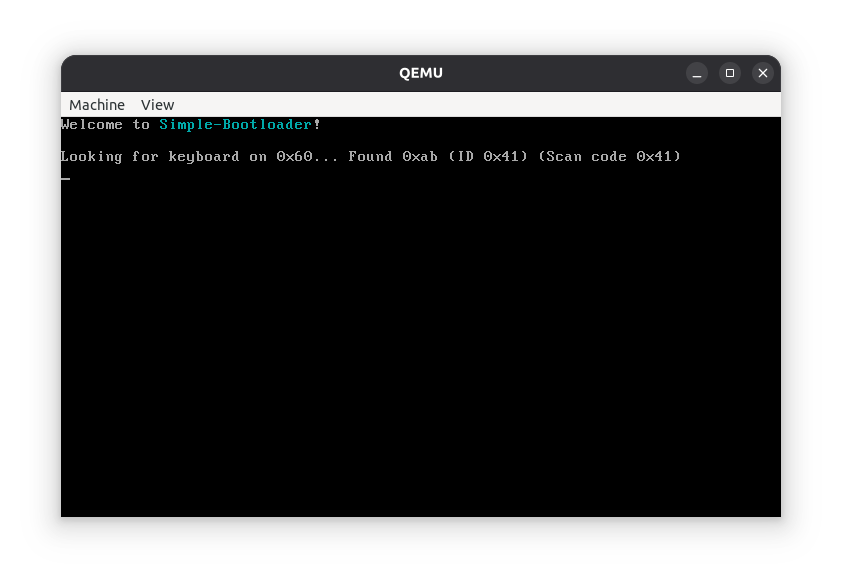 QEMU
Machine View
Welcome to Simple-Bootloader!
Looking for keyboard on 0x60... Found 0xab (ID 0x41) (Scan code 0x41)
_